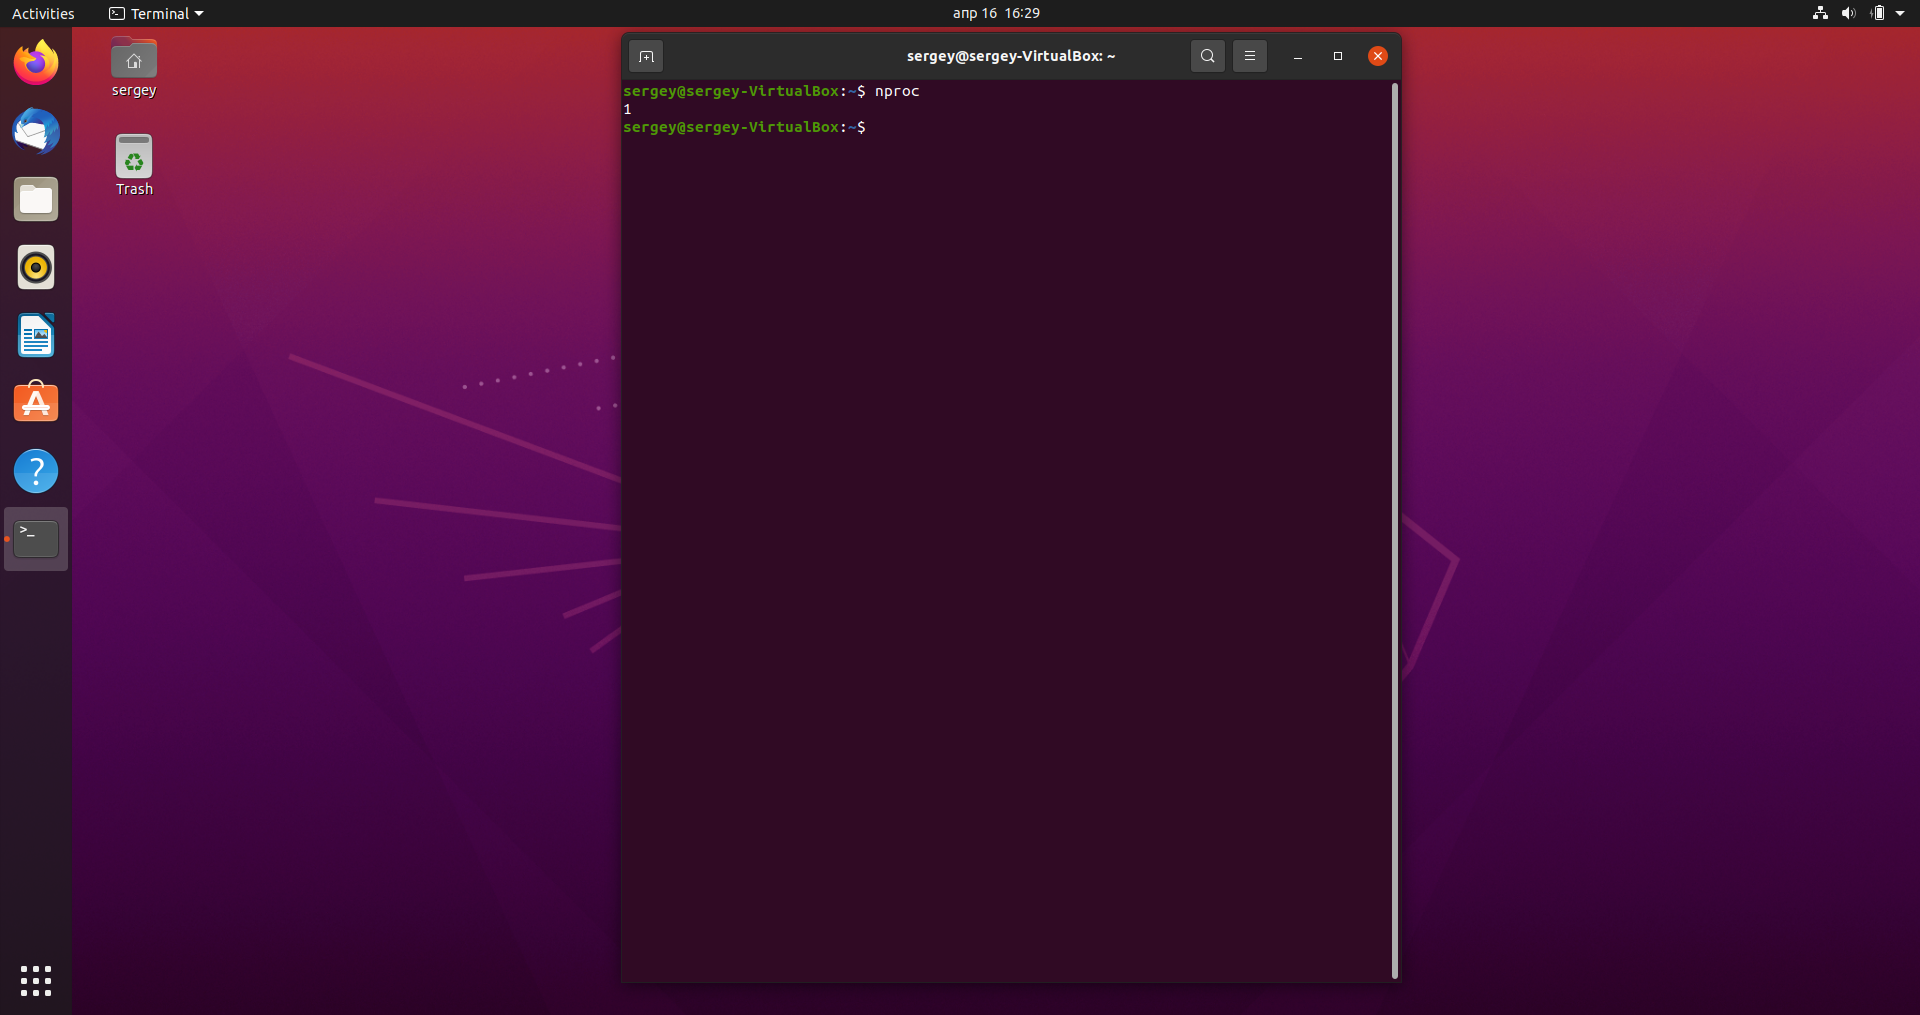 Activities
Terminal
апр 16 16:29
sergey
Trash
sergey@sergey-VirtualBox: ~
sergey@sergey-VirtualBox:~$ nproc
1
sergey@sergey-VirtualBox:~$